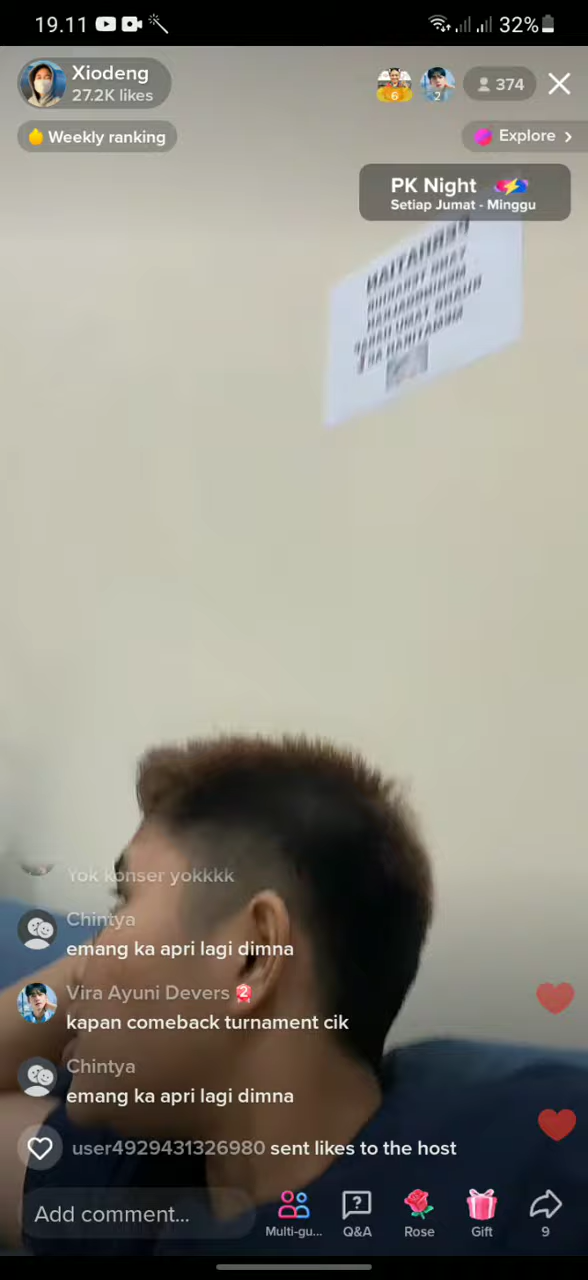 19.11
32%
Xiodeng
27.2K likes
6
2
374
Weekly ranking
Explore
PK Night
Setiap Jumat - Minggu
Yok konser yokkkk
Chintya
emang ka apri lagi dimna
Vira Ayuni Devers 2
kapan comeback turnament cik
Chintya
emang ka apri lagi dimna
user4929431326980 sent likes to the host
Add comment...
Multi-gu...
Q&A
Rose
Gift
9